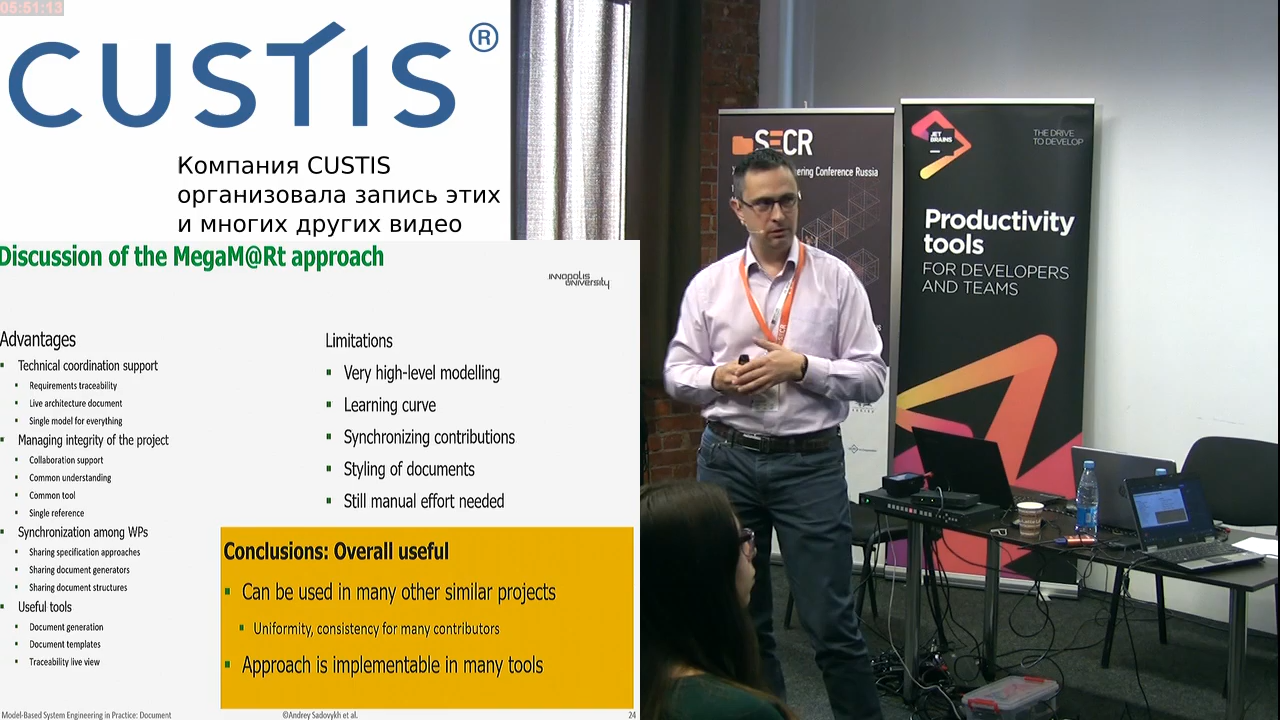 05:51:13
CUSTIS®
Компания CUSTIS
организовала запись этих
и многих других видео
Discussion of the MegaM@Rt approach
INNOPOLIS
UNIVERSITY
Advantages
Technical coordination support
Requirements traceability
Live architecture document
Single model for everything
Managing integrity of the project
Collaboration support
Common understanding
Common tool
Single reference
Synchronization among WPs
Sharing specification approaches
Sharing document generators
Sharing document structures
Useful tools
Document generation
Document templates
Traceability live view
Limitations
Very high-level modelling
Learning curve
Synchronizing contributions
Styling of documents
Still manual effort needed
Conclusions: Overall useful
Can be used in many other similar projects
Uniformity, consistency for many contributors
Approach is implementable in many tools
Model-Based System Engineering in Practice: Document
©Andrey Sadovykh et al.
24
SECR
ering Conference Russia
JET
BRAINS
THE DRIVE
TO DEVELOP
Productivity
tools
FOR DEVELOPERS
AND TEAMS